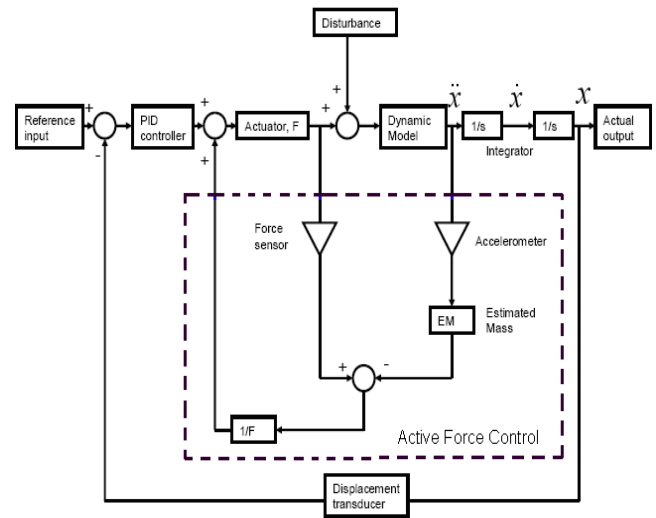 Disturbance
+
+
ẍ
ẋ
x
Reference
input
+
-
PID
controller
+
+
Actuator, F
Dynamic
Model
1/s
1/s
Integrator
Actual
output
Force
sensor
Accelerometer
EM
Estimated
Mass
+
-
1/F
Active Force Control
Displacement
transducer